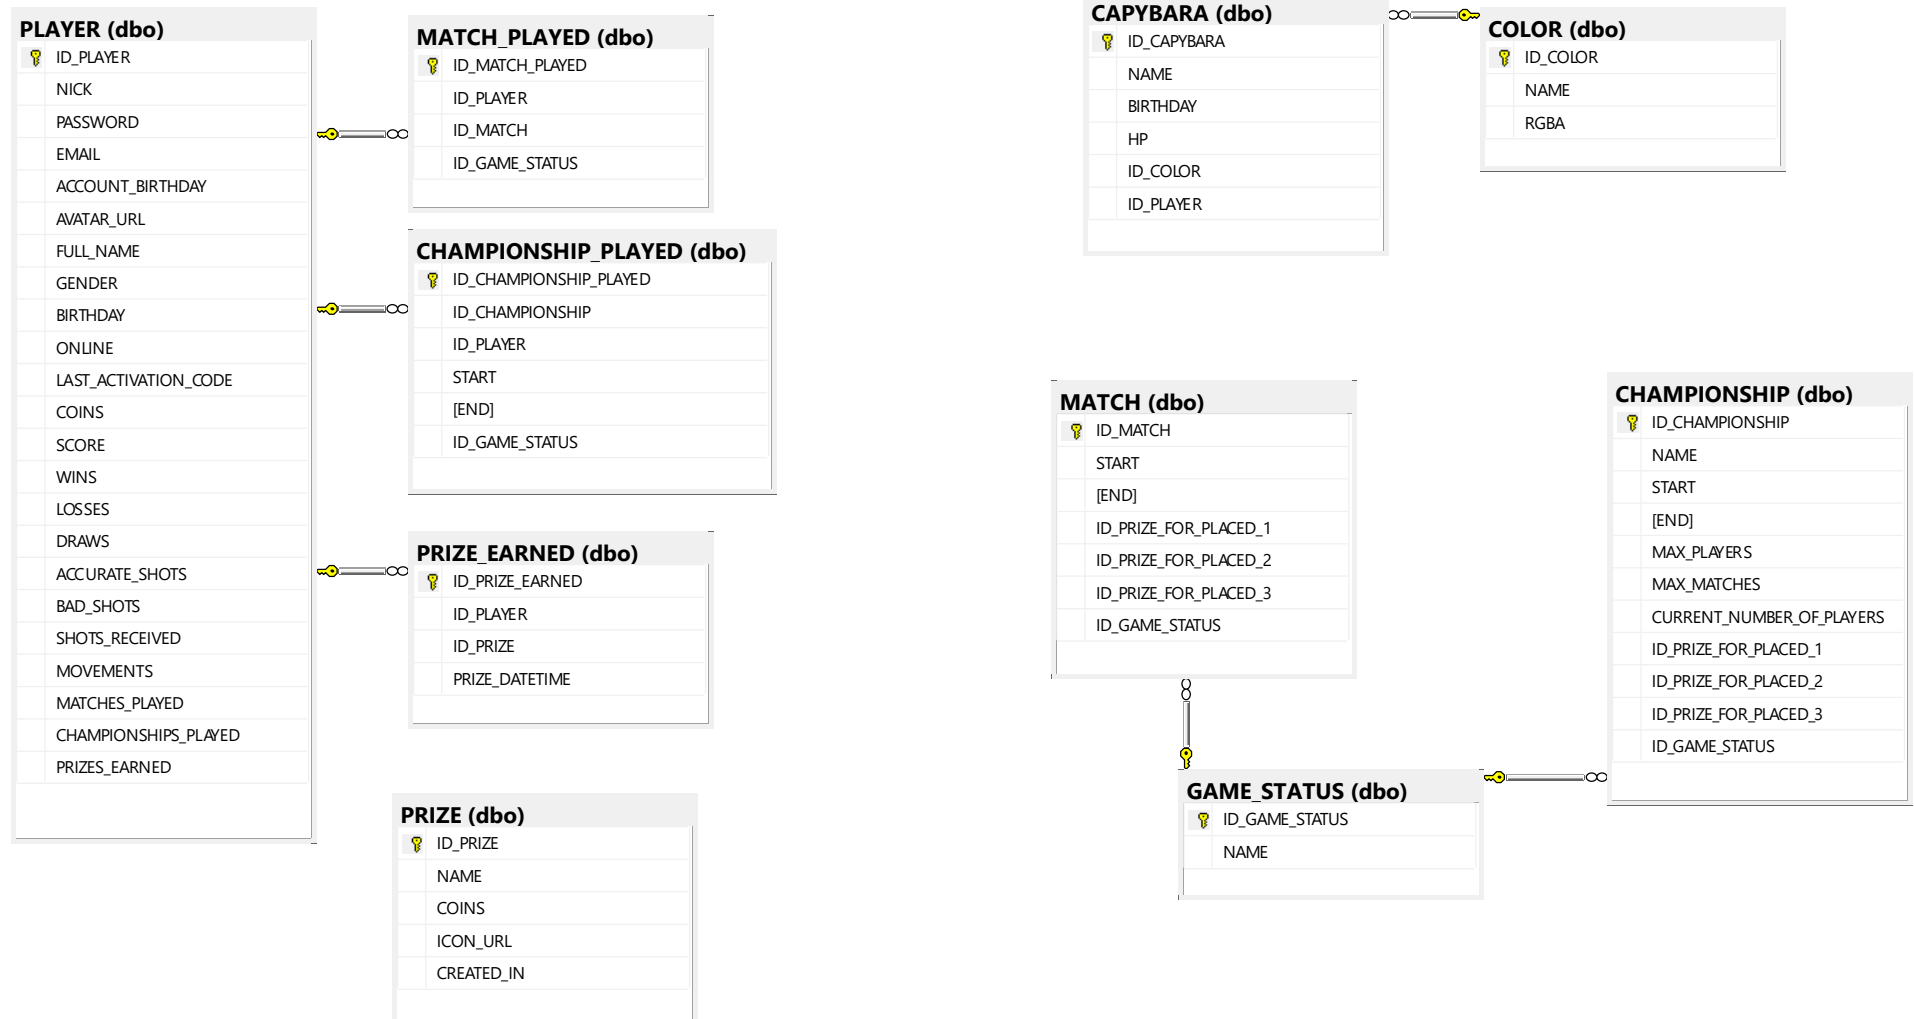 PLAYER (dbo)
ID_PLAYER
NICK
PASSWORD
EMAIL
ACCOUNT_BIRTHDAY
AVATAR_URL
FULL_NAME
GENDER
BIRTHDAY
ONLINE
LAST_ACTIVATION_CODE
COINS
SCORE
WINS
LOSSES
DRAWS
ACCURATE_SHOTS
BAD_SHOTS
SHOTS_RECEIVED
MOVEMENTS
MATCHES_PLAYED
CHAMPIONSHIPS_PLAYED
PRIZES_EARNED
MATCH_PLAYED (dbo)
ID_MATCH_PLAYED
ID_PLAYER
ID_MATCH
ID_GAME_STATUS
CHAMPIONSHIP_PLAYED (dbo)
ID_CHAMPIONSHIP_PLAYED
ID_CHAMPIONSHIP
ID_PLAYER
START
[END]
ID_GAME_STATUS
PRIZE_EARNED (dbo)
ID_PRIZE_EARNED
ID_PLAYER
ID_PRIZE
PRIZE_DATETIME
PRIZE (dbo)
ID_PRIZE
NAME
COINS
ICON_URL
CREATED_IN
CAPYBARA (dbo)
ID_CAPYBARA
NAME
BIRTHDAY
HP
ID_COLOR
ID_PLAYER
COLOR (dbo)
ID_COLOR
NAME
RGBA
MATCH (dbo)
ID_MATCH
START
[END]
ID_PRIZE_FOR_PLACED_1
ID_PRIZE_FOR_PLACED_2
ID_PRIZE_FOR_PLACED_3
ID_GAME_STATUS
CHAMPIONSHIP (dbo)
ID_CHAMPIONSHIP
NAME
START
[END]
MAX_PLAYERS
MAX_MATCHES
CURRENT_NUMBER_OF_PLAYERS
ID_PRIZE_FOR_PLACED_1
ID_PRIZE_FOR_PLACED_2
ID_PRIZE_FOR_PLACED_3
ID_GAME_STATUS
GAME_STATUS (dbo)
ID_GAME_STATUS
NAME